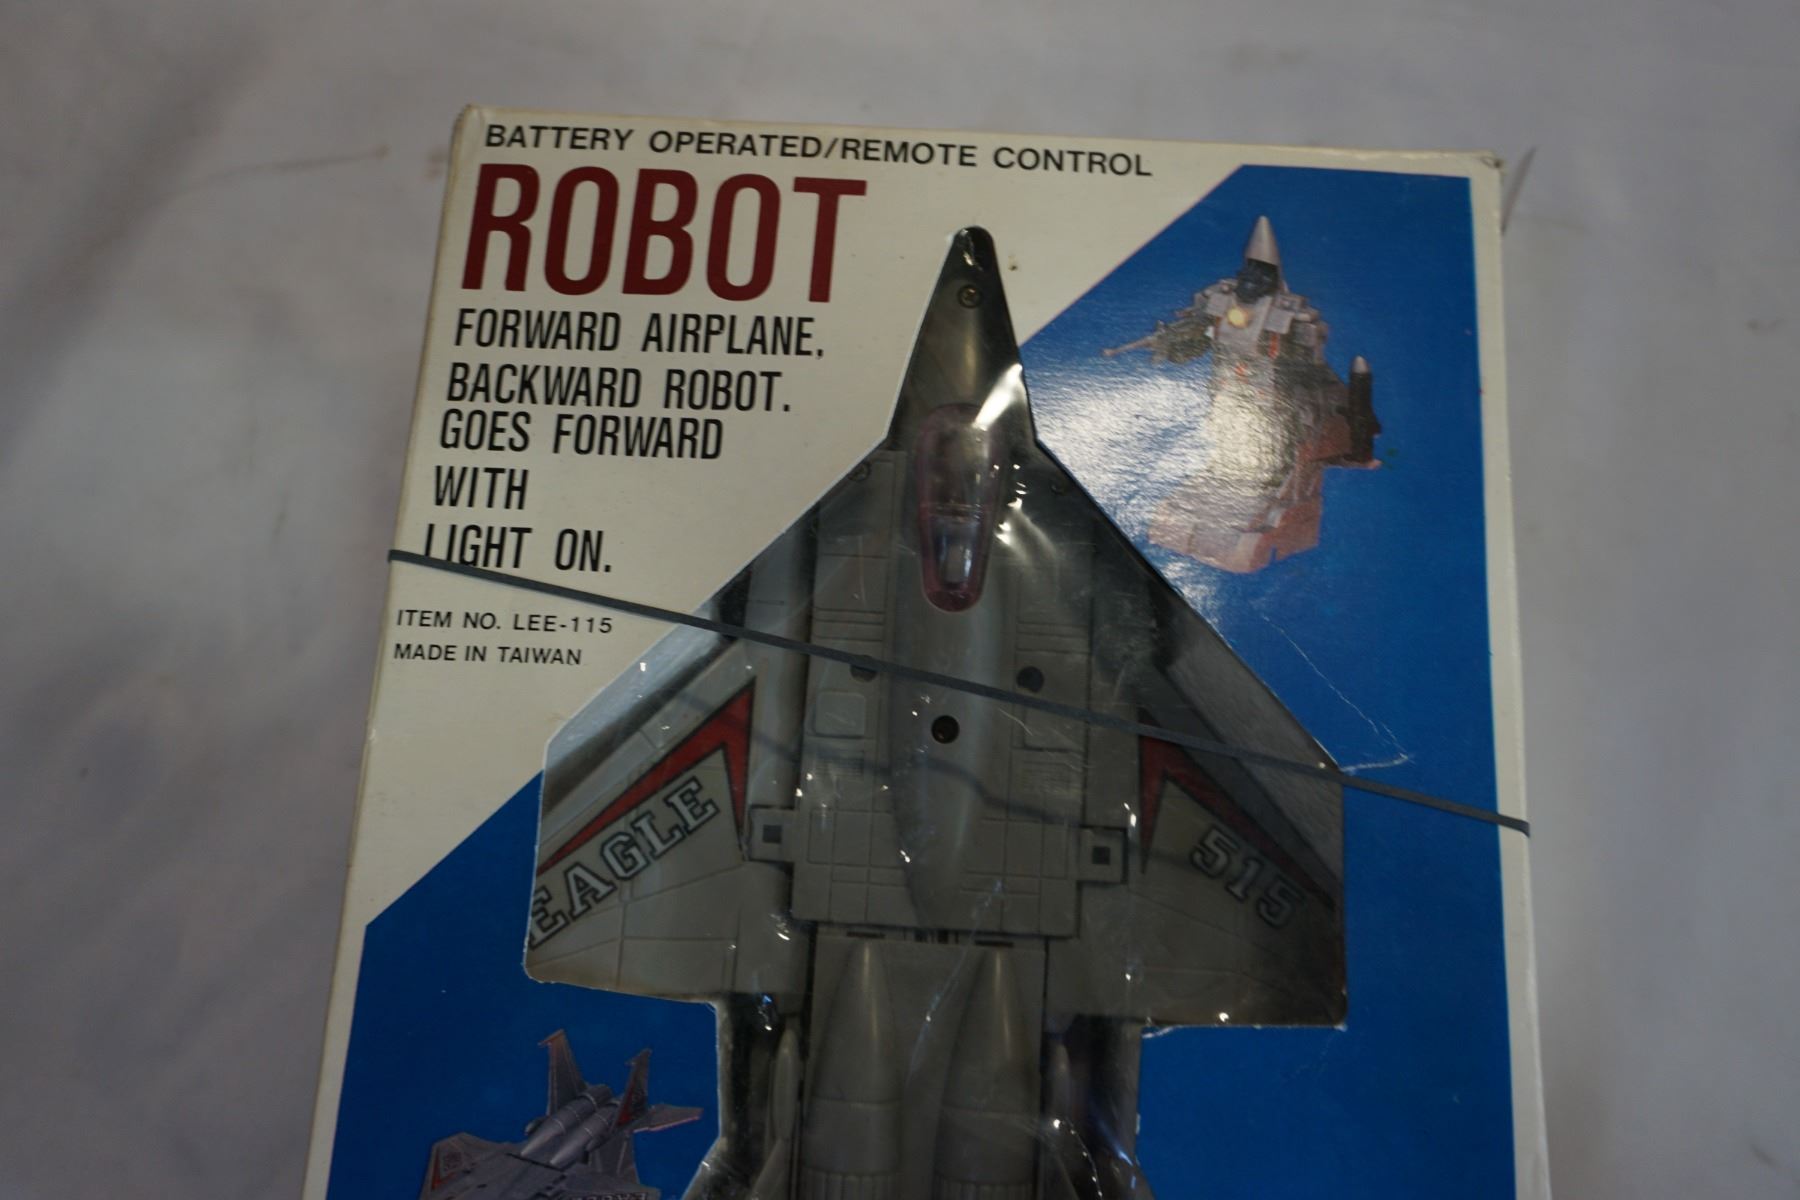 BATTERY OPERATED/REMOTE CONTROL
ROBOT
FORWARD AIRPLANE,
BACKWARD ROBOT.
GOES FORWARD
WITH
LIGHT ON.
ITEM NO. LEE-115
MADE IN TAIWAN
EAGLE
515